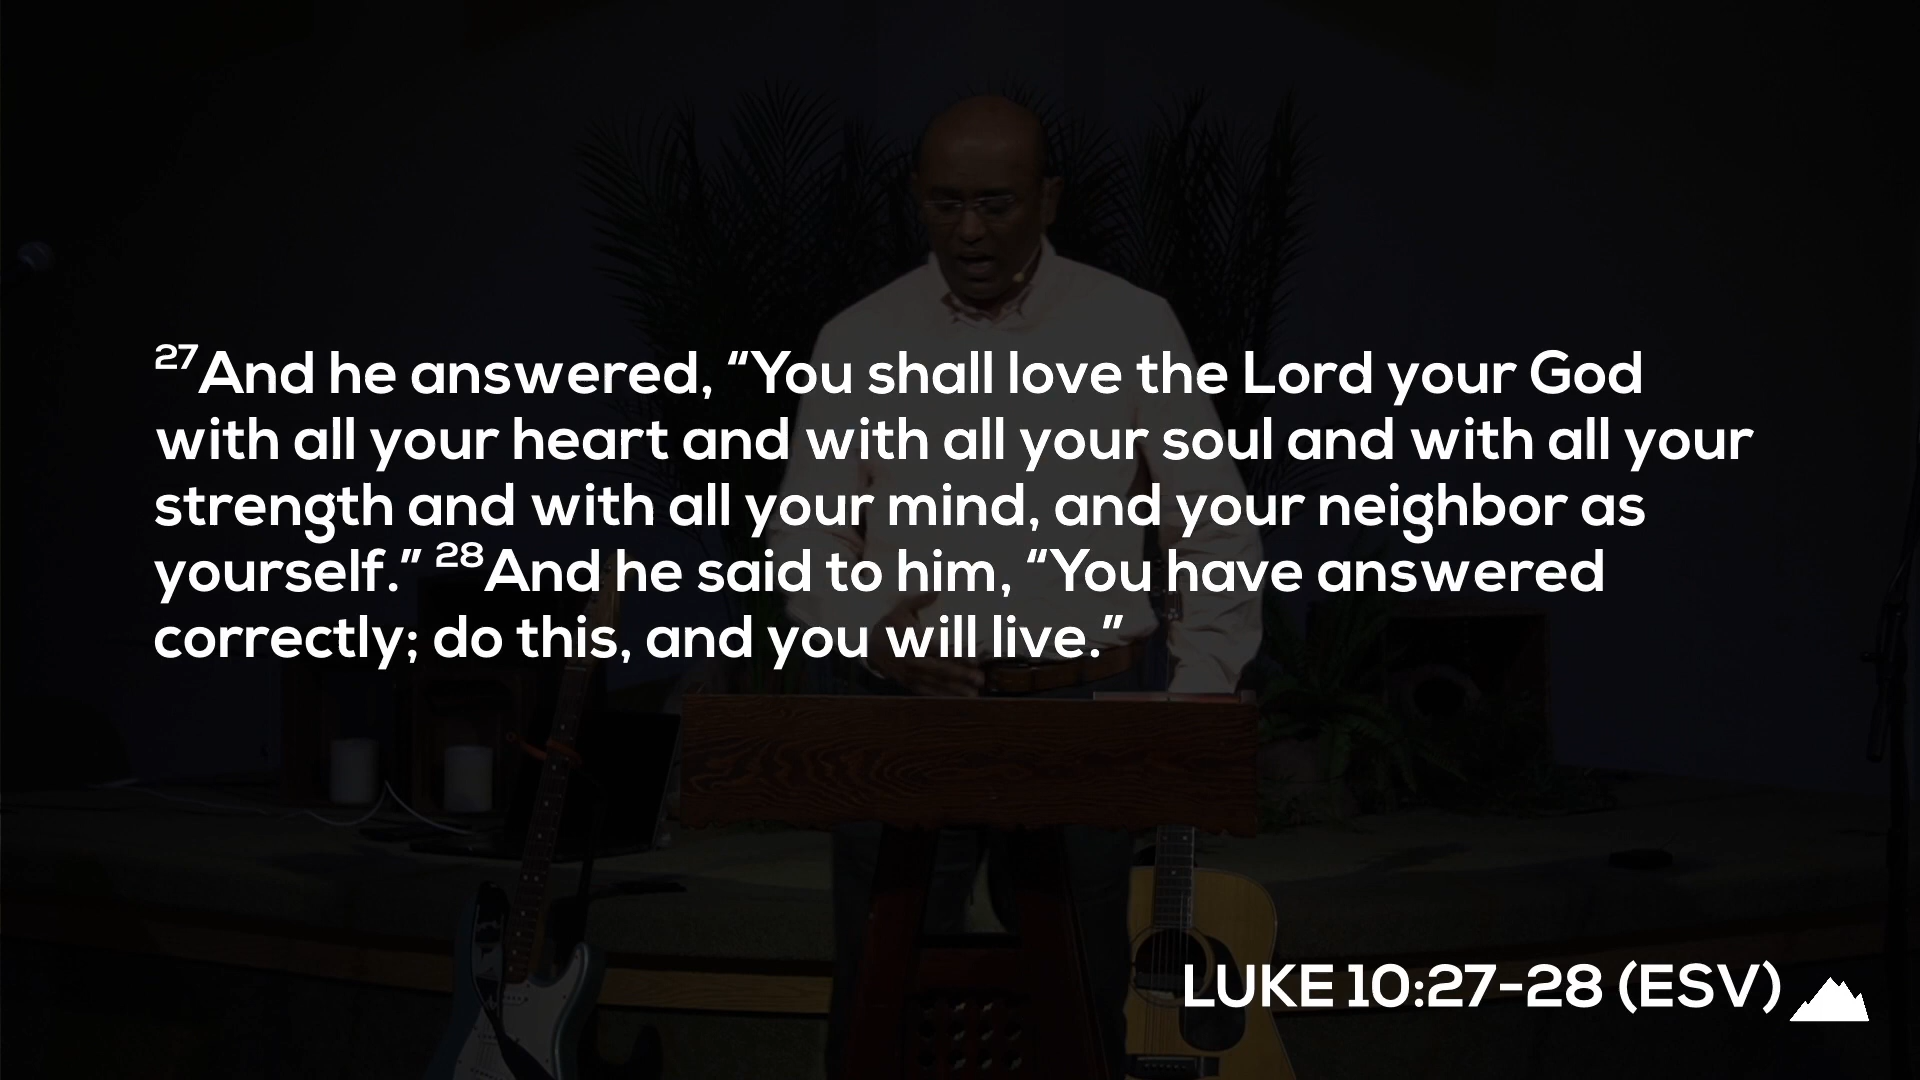 27And he answered, “You shall love the Lord your God
with all your heart and with all your soul and with all your
strength and with all your mind, and your neighbor as
yourself.” 28And he said to him, “You have answered
correctly; do this, and you will live.”
LUKE 10:27-28 (ESV)